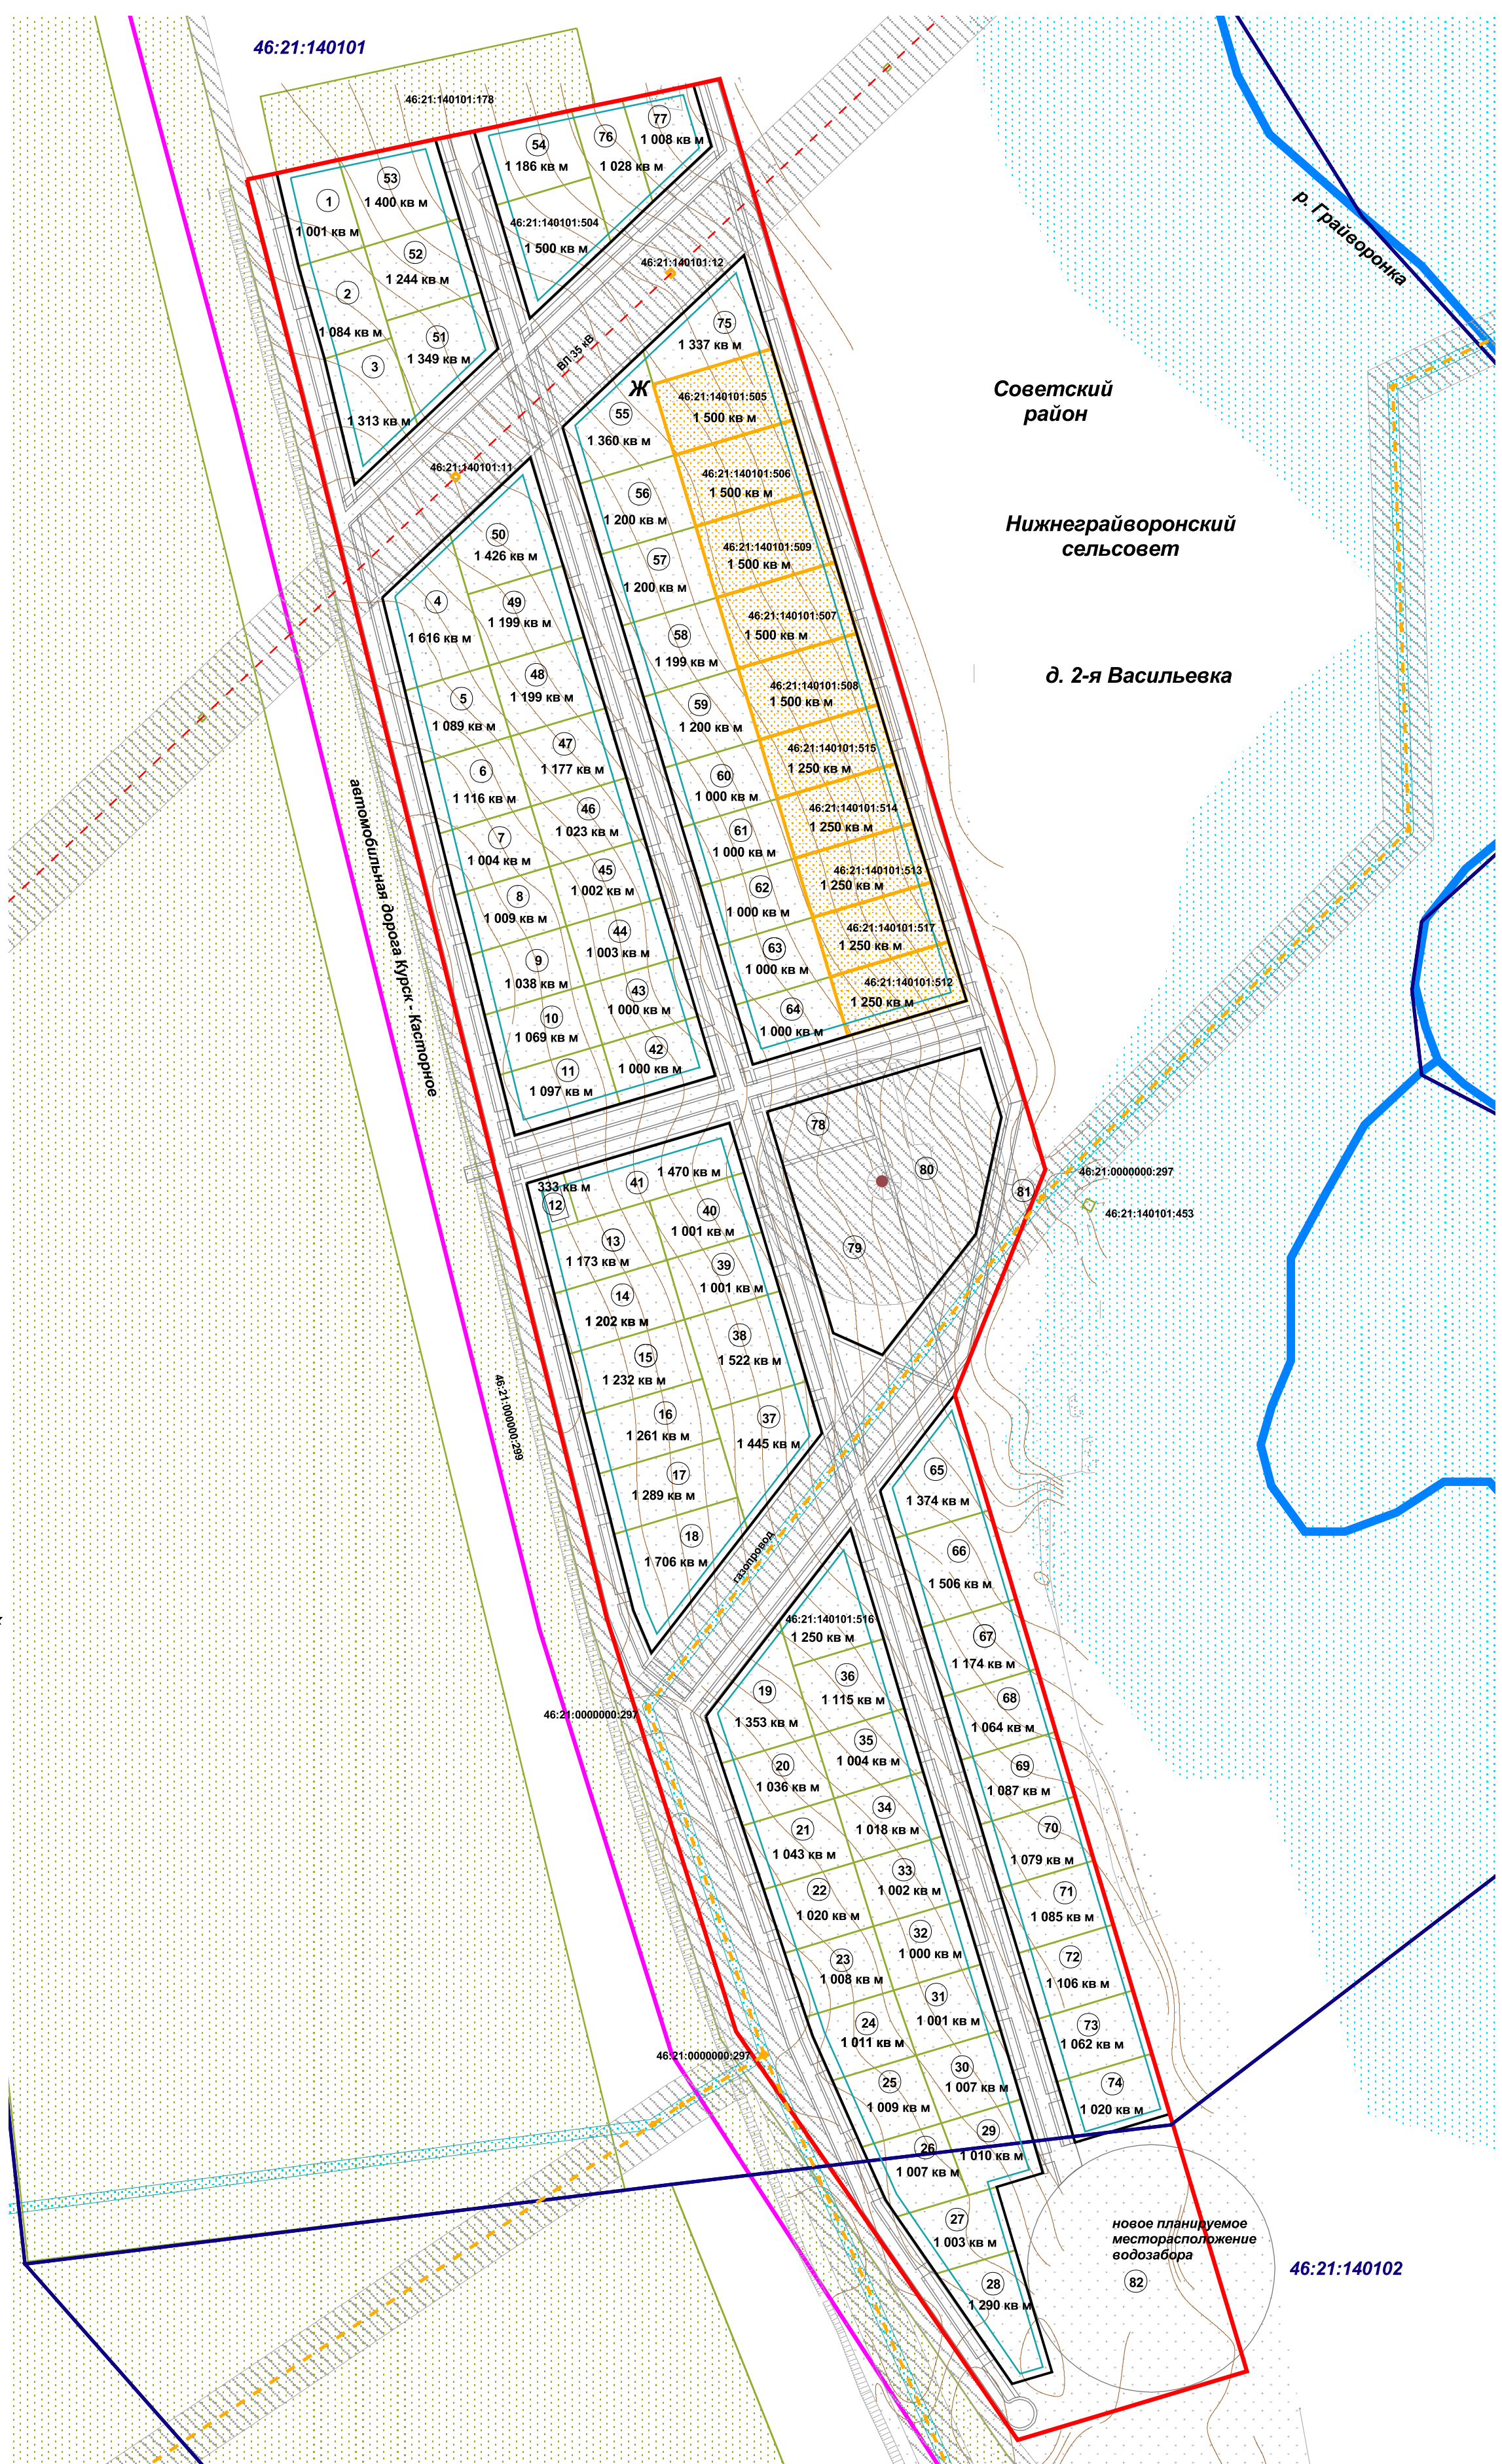 46:21:140101
46:21:140101:178
77
1 008 кв м
76
1 028 кв м
54
1 186 кв м
53
1 400 кв м
1
1 001 кв м
46:21:140101:504
1 500 кв м
52
1 244 кв м
46:21:140101:12
2
1 084 кв м
51
1 349 кв м
3
1 313 кв м
ВЛ 35 кВ
75
1 337 кв м
Ж
46:21:140101:505
1 500 кв м
55
1 360 кв м
46:21:140101:11
46:21:140101:506
1 500 кв м
56
1 200 кв м
50
1 426 кв м
46:21:140101:509
1 500 кв м
57
1 200 кв м
4
1 616 кв м
49
1 199 кв м
46:21:140101:507
1 500 кв м
58
1 199 кв м
5
1 089 кв м
48
1 199 кв м
46:21:140101:508
1 500 кв м
59
1 200 кв м
47
1 177 кв м
46:21:140101:515
1 250 кв м
6
1 116 кв м
60
1 000 кв м
46
1 023 кв м
46:21:140101:514
1 250 кв м
7
1 004 кв м
61
1 000 кв м
45
1 002 кв м
46:21:140101:513
1 250 кв м
8
1 009 кв м
62
1 000 кв м
44
1 003 кв м
46:21:140101:517
1 250 кв м
9
1 038 кв м
63
1 000 кв м
43
1 000 кв м
46:21:140101:512
1 250 кв м
10
1 069 кв м
64
1 000 кв м
42
1 000 кв м
11
1 097 кв м
автомобильная дорога Курск - Касторное
р. Грайворонка
Советский
район
Нижнеграйворонский
сельсовет
д. 2-я Васильевка
78
80
79
81
46:21:0000000:297
46:21:140101:453
333 кв м
12
41
1 470 кв м
40
1 001 кв м
13
1 173 кв м
39
1 001 кв м
14
1 202 кв м
38
1 522 кв м
15
1 232 кв м
16
1 261 кв м
37
1 445 кв м
17
1 289 кв м
18
1 706 кв м
46:21:000000:299
газопровод
65
1 374 кв м
66
1 506 кв м
46:21:140101:516
1 250 кв м
67
1 174 кв м
36
1 115 кв м
19
1 353 кв м
68
1 064 кв м
46:21:0000000:297
35
1 004 кв м
20
1 036 кв м
69
1 087 кв м
34
1 018 кв м
21
1 043 кв м
70
1 079 кв м
33
1 002 кв м
22
1 020 кв м
71
1 085 кв м
32
1 000 кв м
23
1 008 кв м
72
1 106 кв м
31
1 001 кв м
24
1 011 кв м
73
1 062 кв м
46:21:0000000:297
30
1 007 кв м
25
1 009 кв м
74
1 020 кв м
29
1 010 кв м
26
1 007 кв м
27
1 003 кв м
28
1 290 кв м
новое планируемое
месторасположение
водозабора
82
46:21:140102